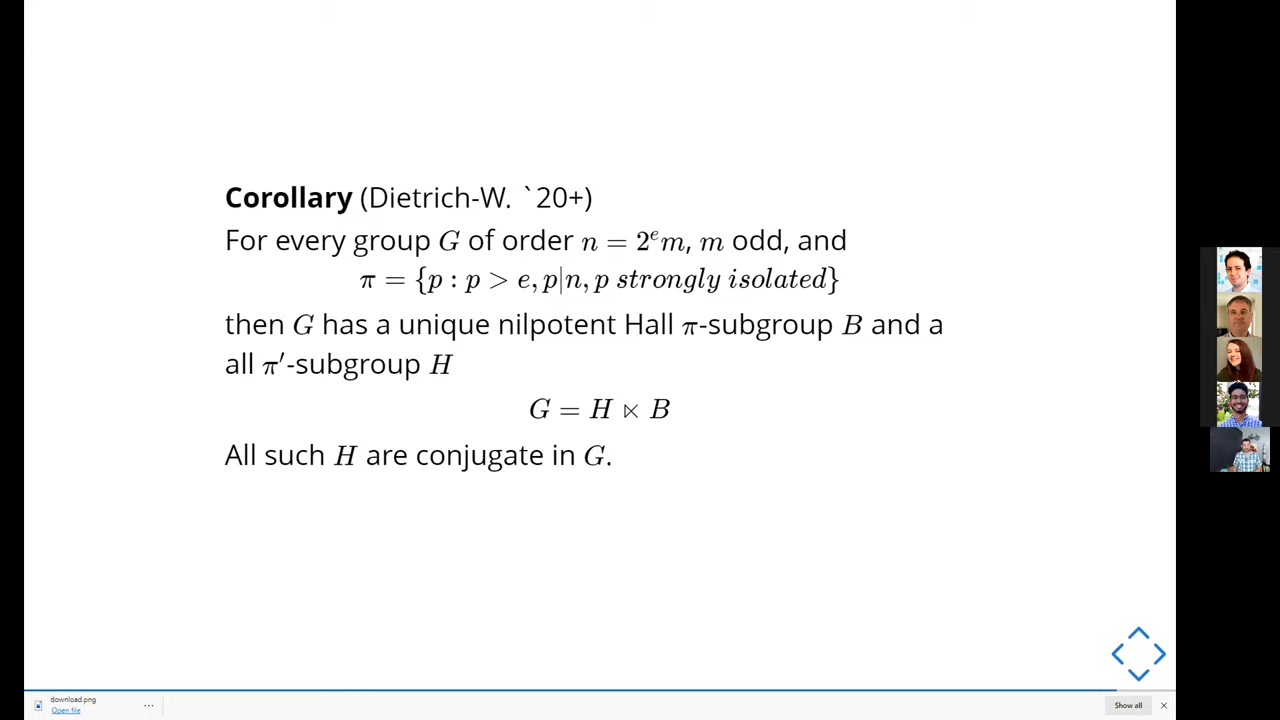 Corollary (Dietrich-W. `20+)
For every group G of order n = 2^e m, m odd, and
π = {p : p > e, p|n, p strongly isolated}
then G has a unique nilpotent Hall π-subgroup B and a
all π′-subgroup H
G = H ⋉ B
All such H are conjugate in G.
download.png
Open file
...
Show all